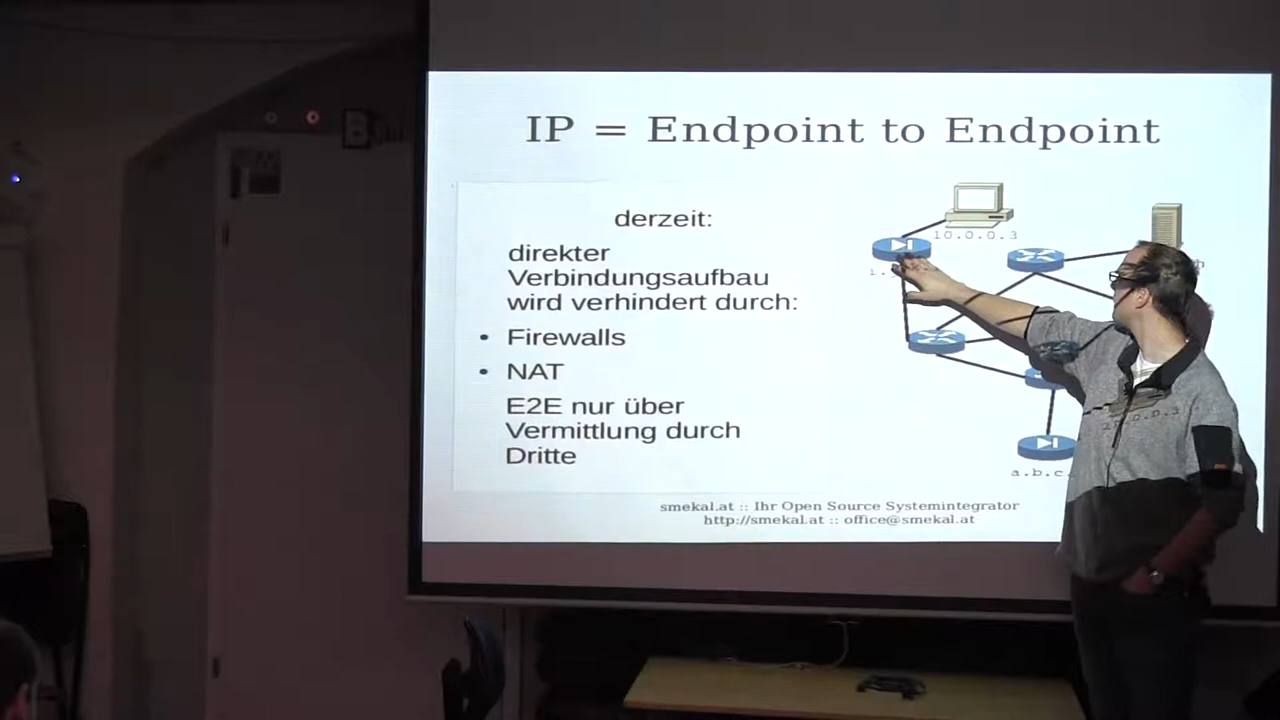 IP = Endpoint to Endpoint
derzeit:
direkter
Verbindungsaufbau
wird verhindert durch:
• Firewalls
• NAT
E2E nur über
Vermittlung durch
Dritte
10.0.0.3
a.b.c.
smekal.at :: Ihr Open Source Systemintegrator
http://smekal.at :: office@smekal.at